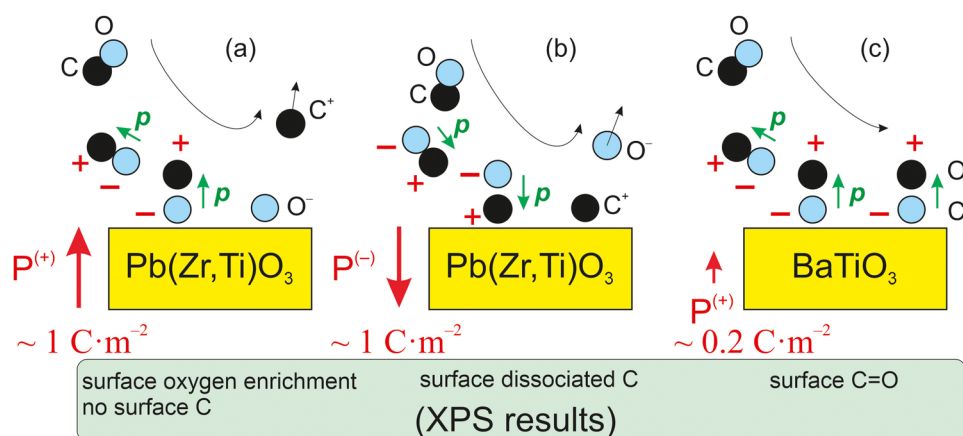 (a)
O
C
p
+
+
−
−
p
C⁺
O⁻
P⁽⁺⁾
Pb(Zr,Ti)O₃
~ 1 C·m⁻²
(b)
O
C
p
−
+
−
+
p
O⁻
C⁺
P⁽⁻⁾
Pb(Zr,Ti)O₃
~ 1 C·m⁻²
(c)
O
C
p
+
−
+
+
−
−
p
p
O
C
P⁽⁺⁾
BaTiO₃
~ 0.2 C·m⁻²
surface oxygen enrichment
no surface C
surface dissociated C
surface C=O
(XPS results)